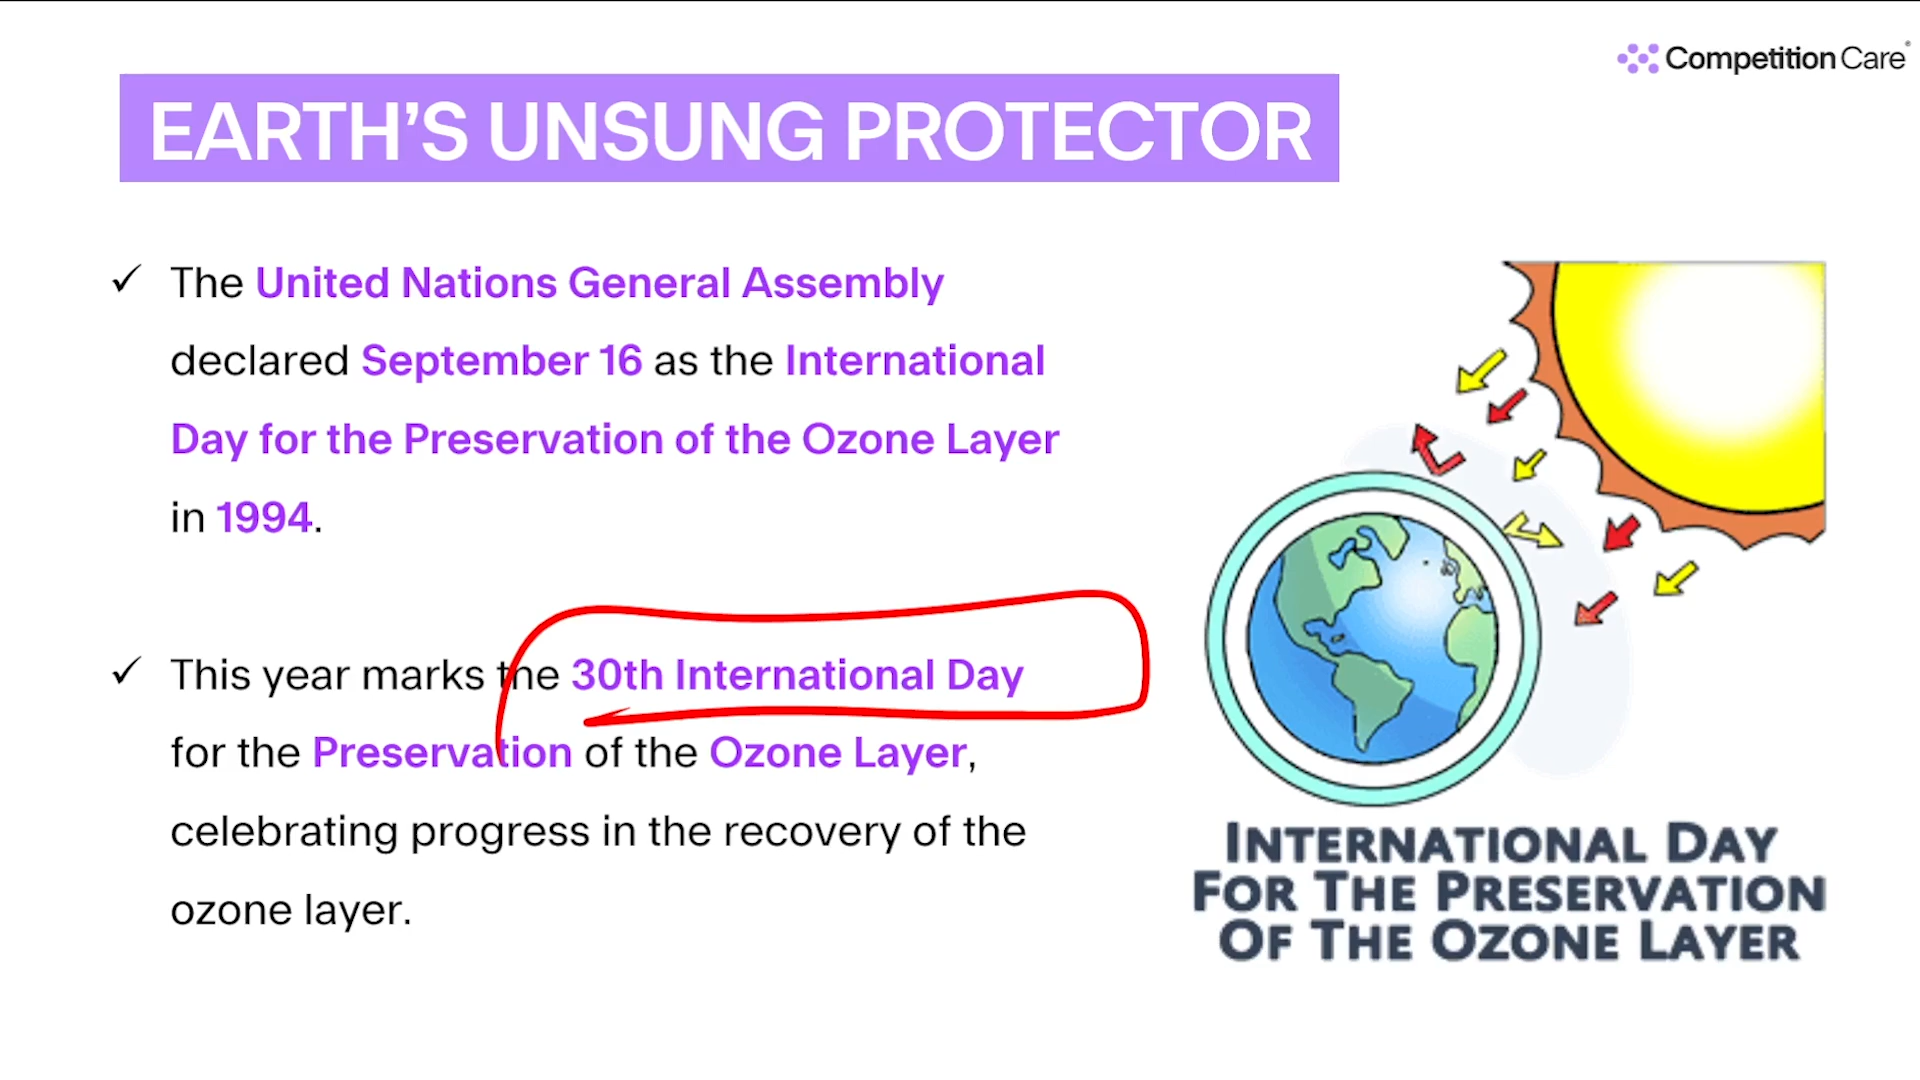 Competition Care
EARTH’S UNSUNG PROTECTOR
✓ The United Nations General Assembly
declared September 16 as the International
Day for the Preservation of the Ozone Layer
in 1994.
✓ This year marks the 30th International Day
for the Preservation of the Ozone Layer,
celebrating progress in the recovery of the
ozone layer.
INTERNATIONAL DAY
FOR THE PRESERVATION
OF THE OZONE LAYER